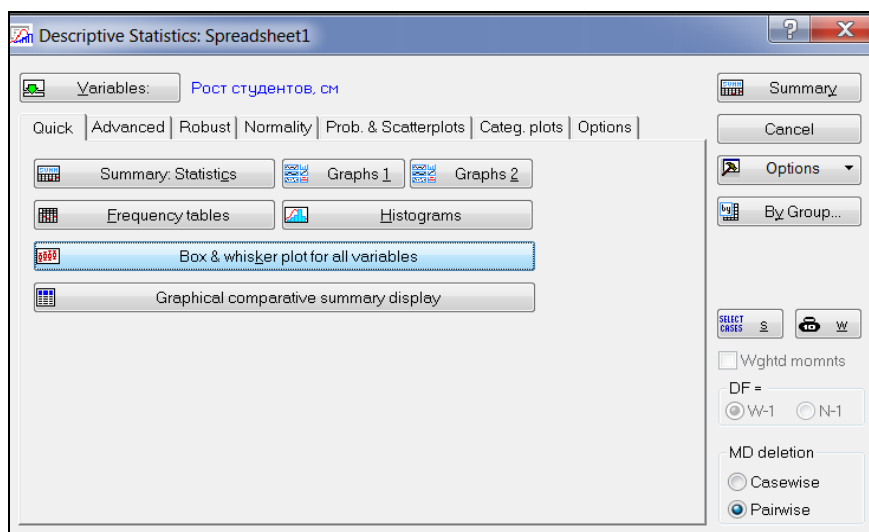 Descriptive Statistics: Spreadsheet1
Variables: Рост студентов, см
Quick Advanced Robust Normality Prob. & Scatterplots Categ. plots Options
Summary: Statistics Graphs 1 Graphs 2
Frequency tables Histograms
Box & whisker plot for all variables
Graphical comparative summary display
Summary
Cancel
Options
By Group...
SELECT CASES S W
Wghtd momnts
DF =
W-1 N-1
MD deletion
Casewise
Pairwise